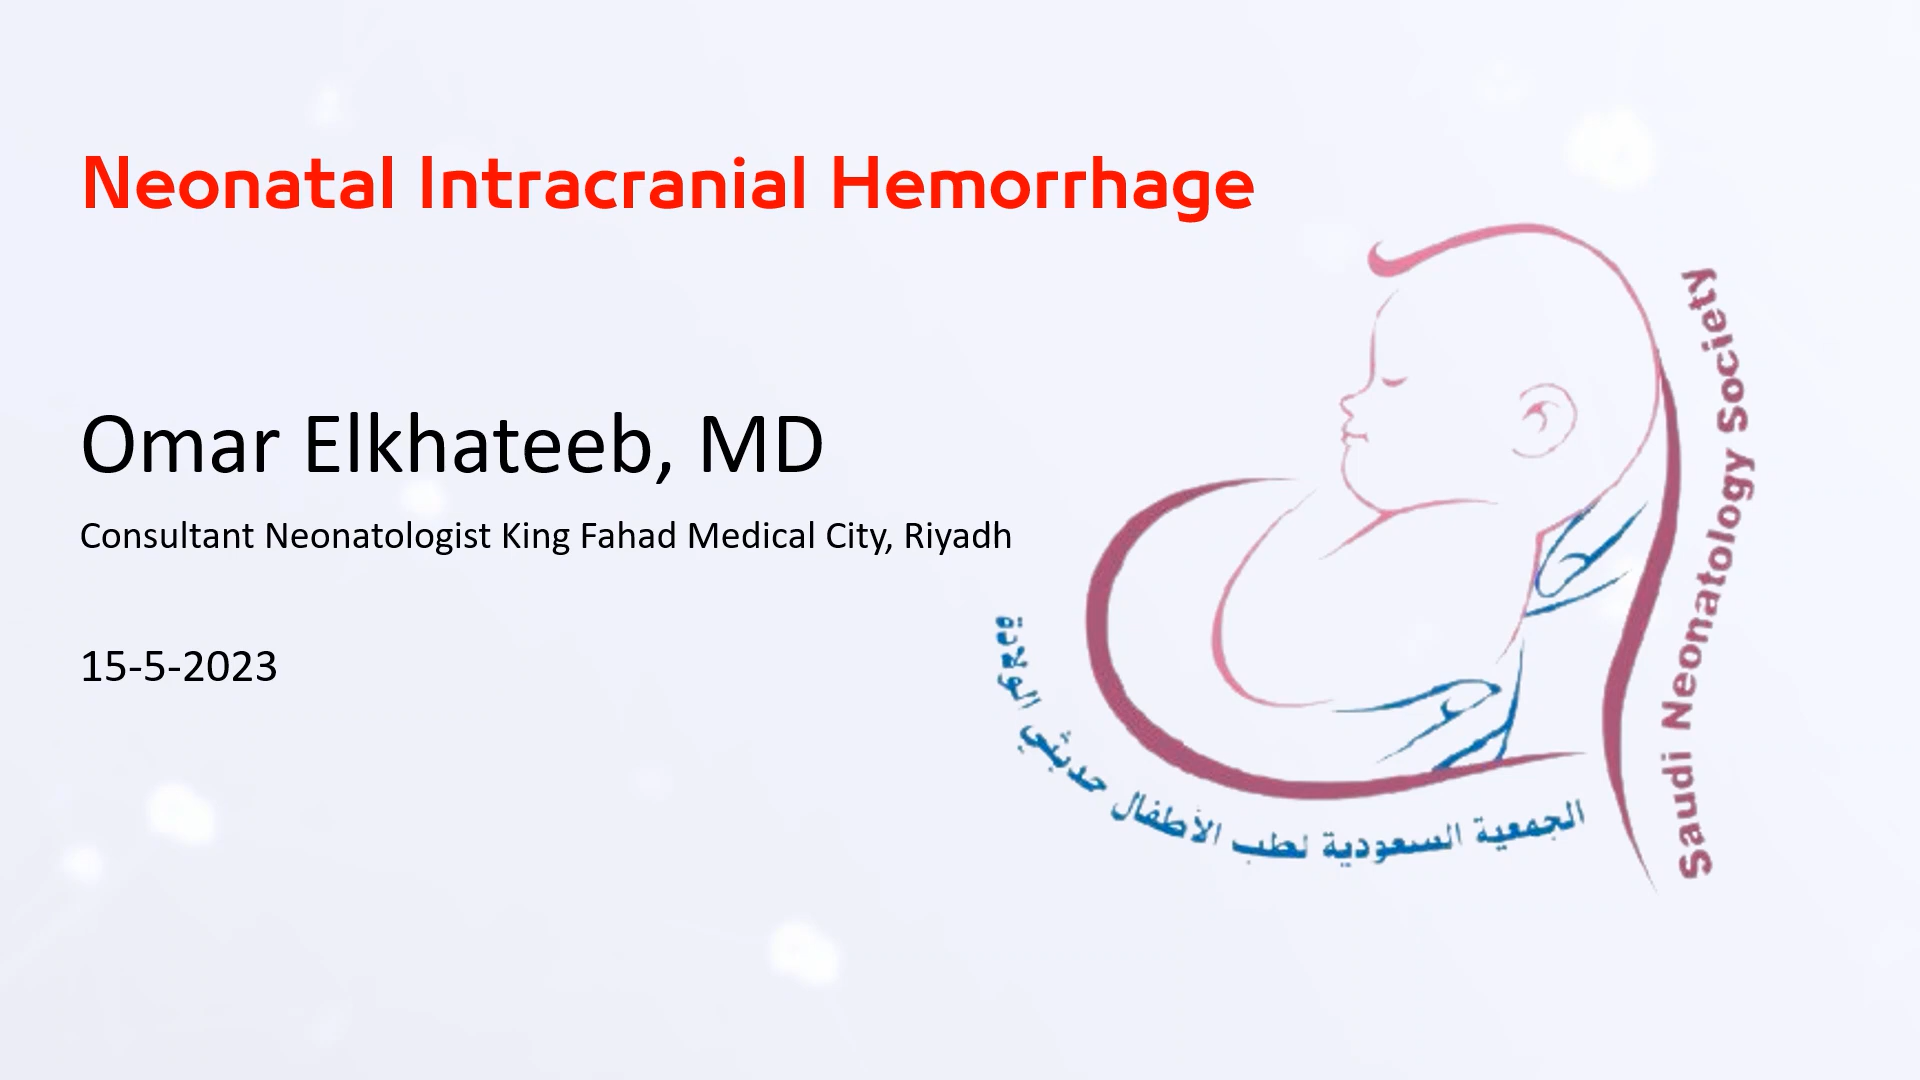 Neonatal Intracranial Hemorrhage
Omar Elkhateeb, MD
Consultant Neonatologist King Fahad Medical City, Riyadh
15-5-2023
Saudi Neonatology Society
الجمعية السعودية لطب الأطفال حديثي الولادة